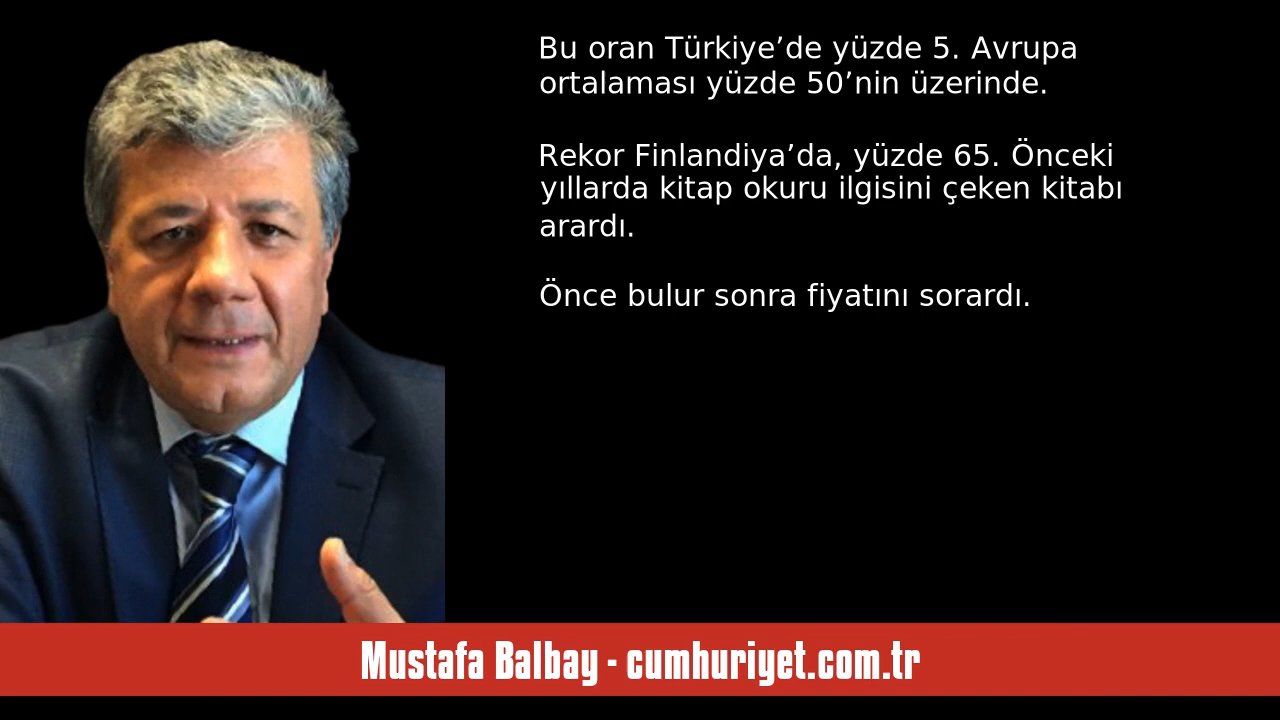 Bu oran Türkiye’de yüzde 5. Avrupa
ortalaması yüzde 50’nin üzerinde.
Rekor Finlandiya’da, yüzde 65. Önceki
yıllarda kitap okuru ilgisini çeken kitabı
arardı.
Önce bulur sonra fiyatını sorardı.
Mustafa Balbay - cumhuriyet.com.tr